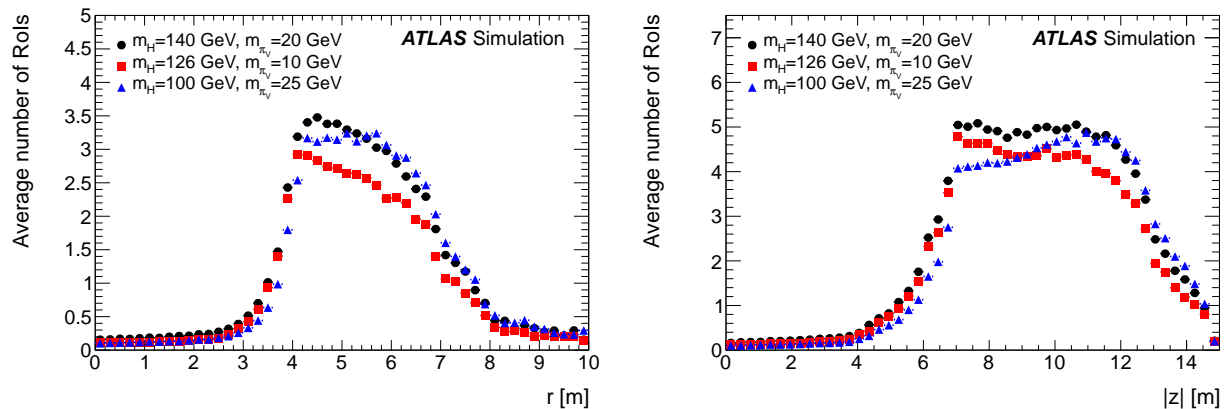 Average number of RoIs
5
4.5
4
3.5
3
2.5
2
1.5
1
0.5
0
ATLAS Simulation
m_H=140 GeV, m_πv=20 GeV
m_H=126 GeV, m_πv=10 GeV
m_H=100 GeV, m_πv=25 GeV
0 1 2 3 4 5 6 7 8 9 10
r [m]
Average number of RoIs
7
6
5
4
3
2
1
0
ATLAS Simulation
m_H=140 GeV, m_πv=20 GeV
m_H=126 GeV, m_πv=10 GeV
m_H=100 GeV, m_πv=25 GeV
0 2 4 6 8 10 12 14
|z| [m]